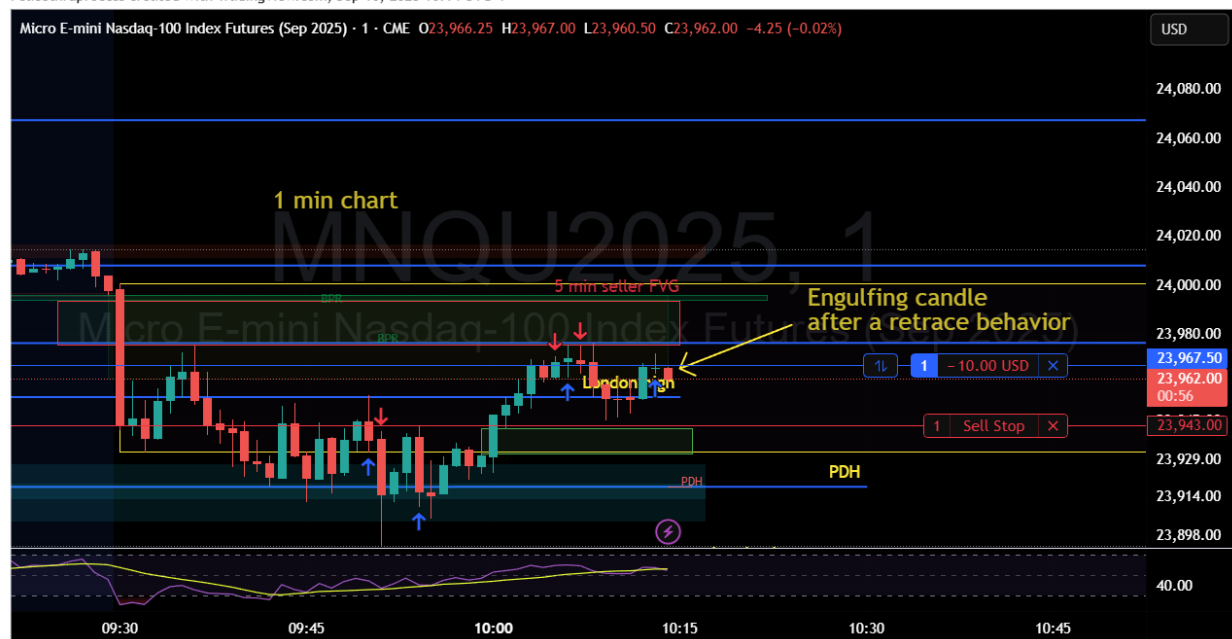 Micro E-mini Nasdaq-100 Index Futures (Sep 2025) · 1 · CME O23,966.25 H23,967.00 L23,960.50 C23,962.00 −4.25 (−0.02%)
USD
24,080.00
24,060.00
24,040.00
1 min chart
MNQU2025, 1
24,020.00
24,000.00
5 min seller FVG
BPR
Engulfing candle
after a retrace behavior
Micro E-mini Nasdaq-100 Index Futures (Sep 2025)
BPR
23,980.00
23,967.50
1 −10.00 USD
23,962.00
00:56
London High
1 Sell Stop
23,943.00
23,929.00
PDH
PDH
23,914.00
23,898.00
40.00
09:30 09:45 10:00 10:15 10:30 10:45